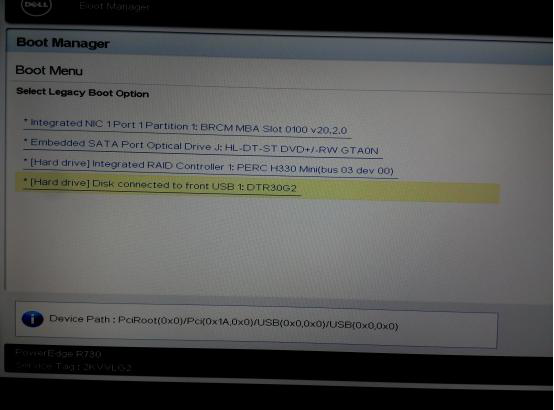 DELL
Boot Manager
Boot Manager
Boot Menu
Select Legacy Boot Option
* Integrated NIC 1 Port 1 Partition 1: BRCM MBA Slot 0100 v20.2.0
* Embedded SATA Port Optical Drive J: HL-DT-ST DVD+/-RW GTA0N
* [Hard drive] Integrated RAID Controller 1: PERC H330 Mini(bus 03 dev 00)
* [Hard drive] Disk connected to front USB 1: DTR30G2
Device Path : PciRoot(0x0)/Pci(0x1A,0x0)/USB(0x0,0x0)/USB(0x0,0x0)
PowerEdge R730
Service Tag : 2KVVLG2